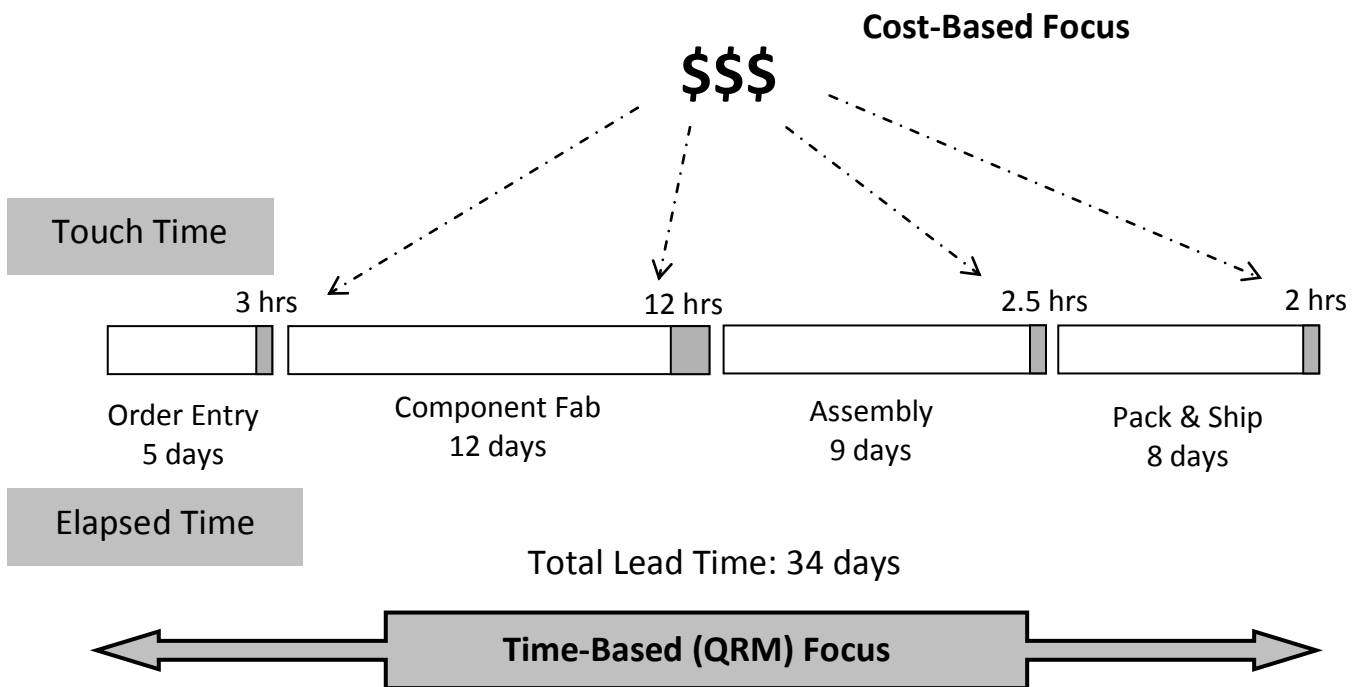 Cost-Based Focus
$$$
Touch Time
3 hrs
12 hrs
2.5 hrs
2 hrs
Order Entry
5 days
Component Fab
12 days
Assembly
9 days
Pack & Ship
8 days
Elapsed Time
Total Lead Time: 34 days
Time-Based (QRM) Focus